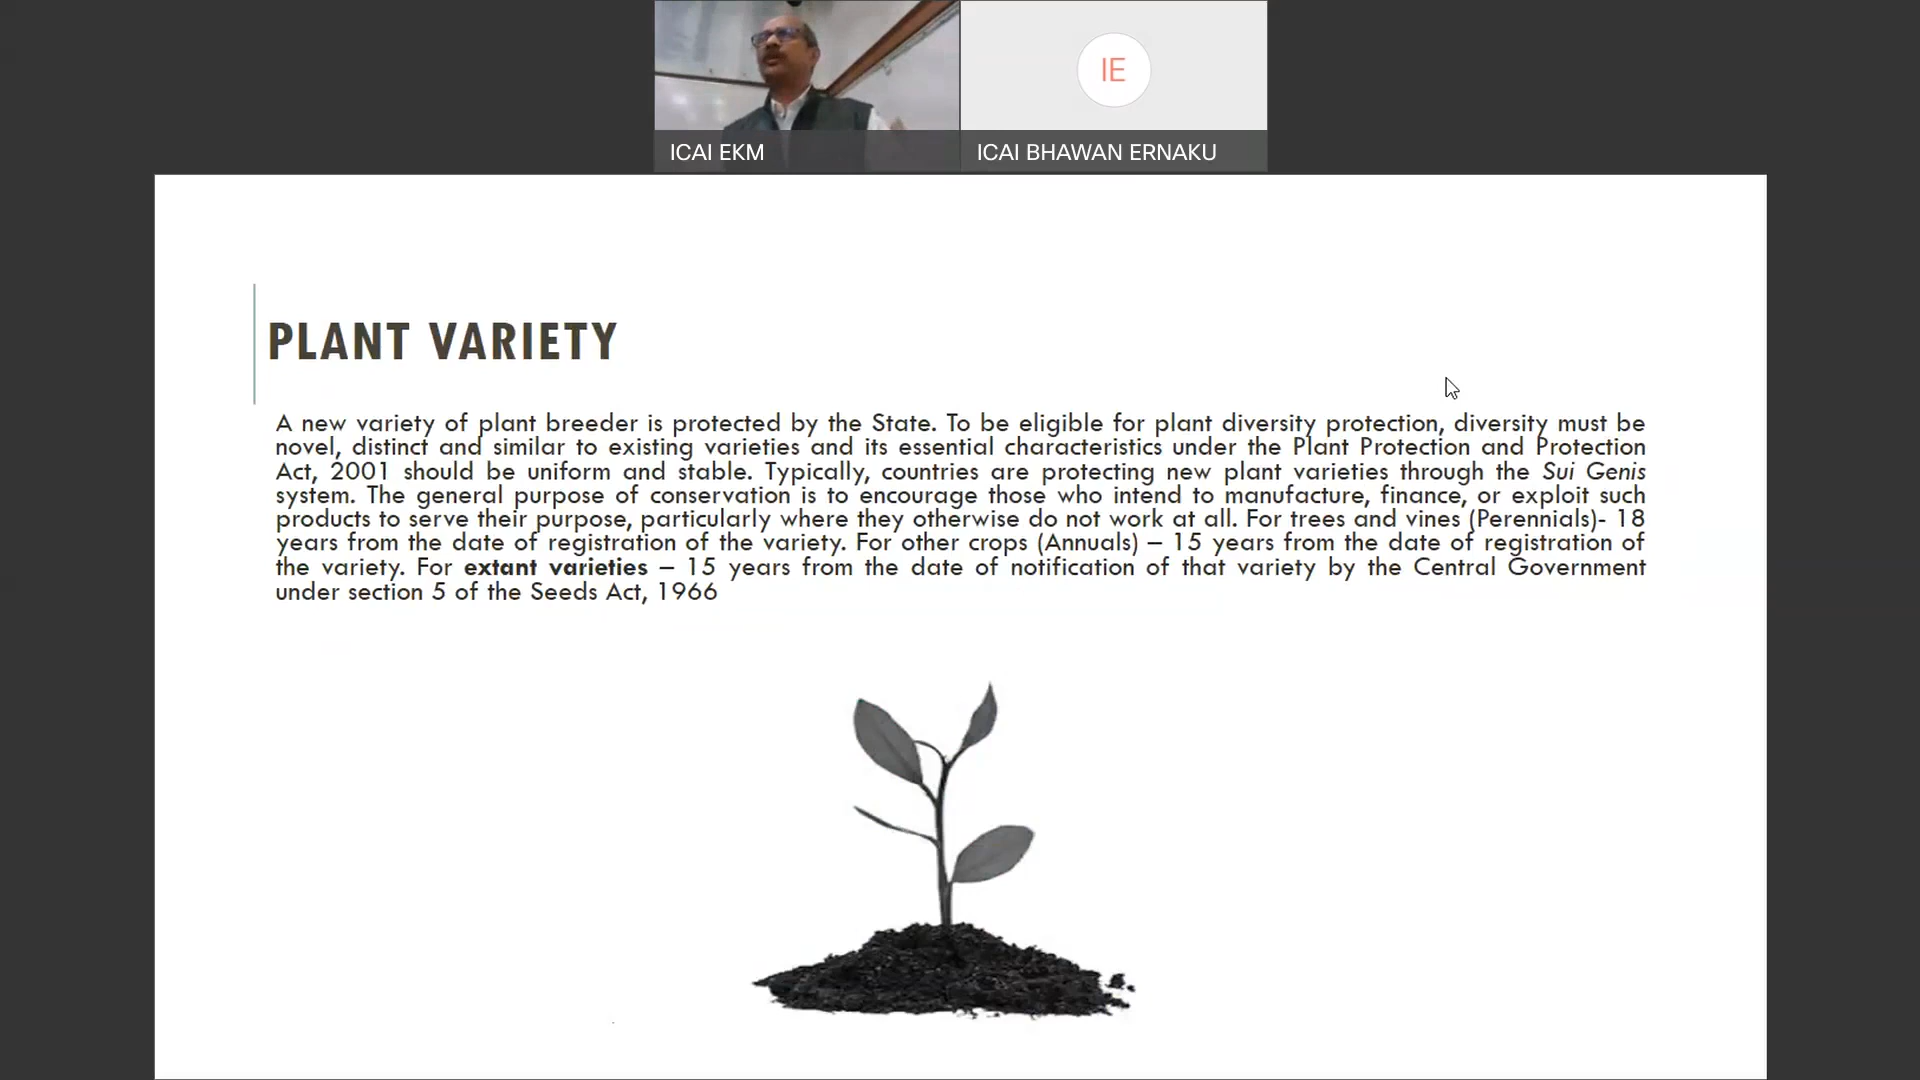 IE
ICAI EKM
ICAI BHAWAN ERNAKU
PLANT VARIETY
A new variety of plant breeder is protected by the State. To be eligible for plant diversity protection, diversity must be
novel, distinct and similar to existing varieties and its essential characteristics under the Plant Protection and Protection
Act, 2001 should be uniform and stable. Typically, countries are protecting new plant varieties through the Sui Genis
system. The general purpose of conservation is to encourage those who intend to manufacture, finance, or exploit such
products to serve their purpose, particularly where they otherwise do not work at all. For trees and vines (Perennials)- 18
years from the date of registration of the variety. For other crops (Annuals) – 15 years from the date of registration of
the variety. For extant varieties – 15 years from the date of notification of that variety by the Central Government
under section 5 of the Seeds Act, 1966